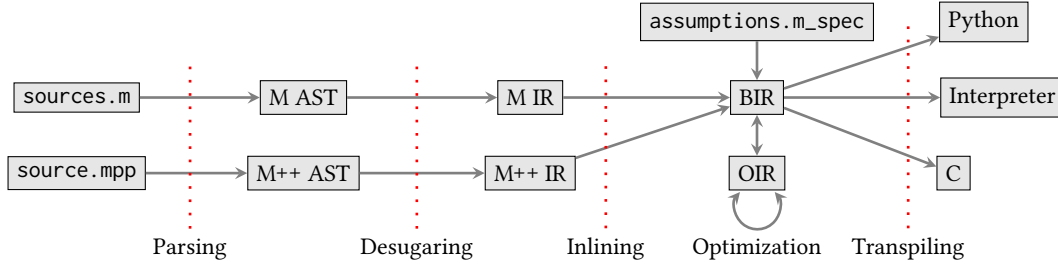 assumptions.m_spec
Python
sources.m
M AST
M IR
BIR
Interpreter
source.mpp
M++ AST
M++ IR
OIR
C
Parsing
Desugaring
Inlining
Optimization
Transpiling